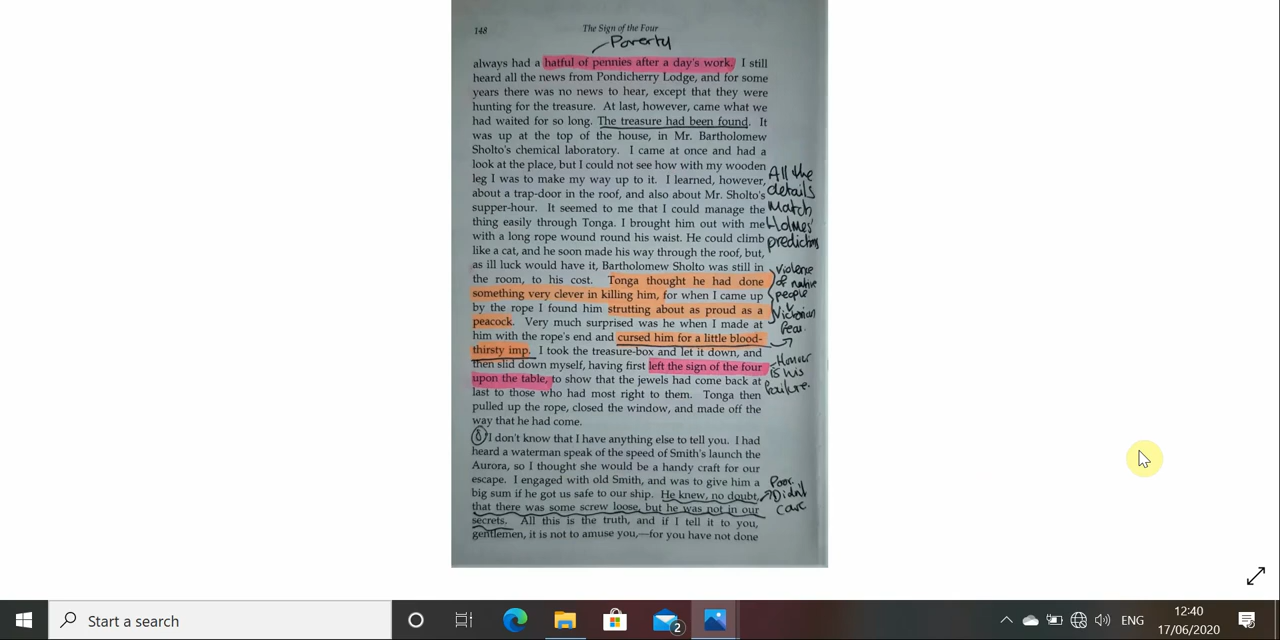 148
The Sign of the Four
Poverty
always had a hatful of pennies after a day's work. I still
heard all the news from Pondicherry Lodge, and for some
years there was no news to hear, except that they were
hunting for the treasure. At last, however, came what we
had waited for so long. The treasure had been found. It
was up at the top of the house, in Mr. Bartholomew
Sholto's chemical laboratory. I came at once and had a
look at the place, but I could not see how with my wooden
leg I was to make my way up to it. I learned, however,
about a trap-door in the roof, and also about Mr. Sholto's
supper-hour. It seemed to me that I could manage the
thing easily through Tonga. I brought him out with me
with a long rope wound round his waist. He could climb
like a cat, and he soon made his way through the roof, but,
as ill luck would have it, Bartholomew Sholto was still in
the room, to his cost. Tonga thought he had done
something very clever in killing him, for when I came up
by the rope I found him strutting about as proud as a
peacock. Very much surprised was he when I made at
him with the rope's end and cursed him for a little blood-
thirsty imp. I took the treasure-box and let it down, and
then slid down myself, having first left the sign of the four
upon the table, to show that the jewels had come back at
last to those who had most right to them. Tonga then
pulled up the rope, closed the window, and made off the
way that he had come.
8 I don't know that I have anything else to tell you. I had
heard a waterman speak of the speed of Smith's launch the
Aurora, so I thought she would be a handy craft for our
escape. I engaged with old Smith, and was to give him a
big sum if he got us safe to our ship. He knew, no doubt,
that there was some screw loose, but he was not in our
secrets. All this is the truth, and if I tell it to you,
gentlemen, it is not to amuse you,—for you have not done
All the
details
Match
Holmes'
predictions
Violence
of native
people
Victorian
fear.
Honour
is his
failure.
Poor
Didn't
care
Start a search
2
ENG
12:40
17/06/2020